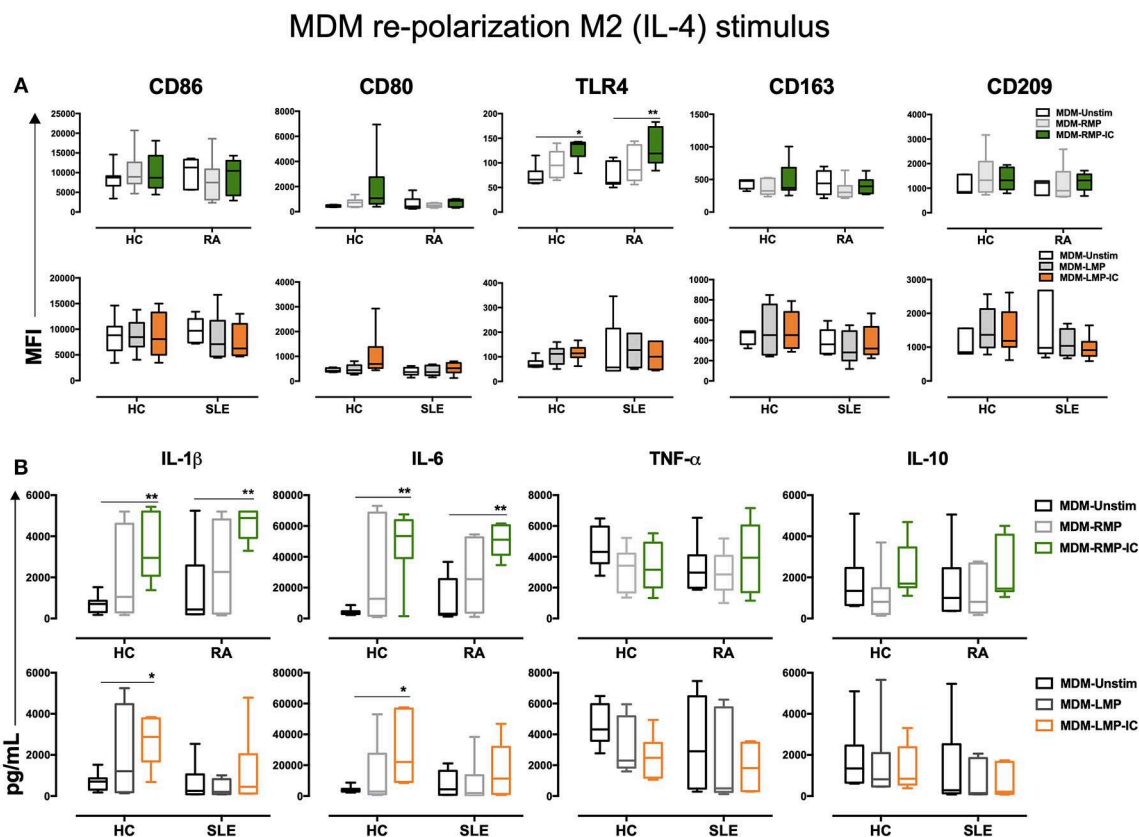 MDM re-polarization M2 (IL-4) stimulus
A
CD86 CD80 TLR4 CD163 CD209
MFI
25000 20000 15000 10000 5000 0
HC RA
8000 6000 4000 2000 0
HC RA
200 150 100 50 0
* **
HC RA
1500 1000 500 0
HC RA
5000 4000 3000 2000 1000 0
MDM-Unstim
MDM-RMP
MDM-RMP-IC
HC RA
20000 15000 10000 5000 0
HC SLE
4000 3000 2000 1000 0
HC SLE
400 300 200 100 0
HC SLE
1000 800 600 400 200 0
HC SLE
3000 2000 1000 0
MDM-Unstim
MDM-LMP
MDM-LMP-IC
HC SLE
B
IL-1β IL-6 TNF-α IL-10
pg/mL
6000 4000 2000 0
** **
HC RA
80000 60000 40000 20000 0
** **
HC RA
8000 6000 4000 2000 0
HC RA
6000 4000 2000 0
HC RA
MDM-Unstim
MDM-RMP
MDM-RMP-IC
6000 4000 2000 0
*
HC SLE
80000 60000 40000 20000 0
*
HC SLE
8000 6000 4000 2000 0
HC SLE
6000 4000 2000 0
HC SLE
MDM-Unstim
MDM-LMP
MDM-LMP-IC